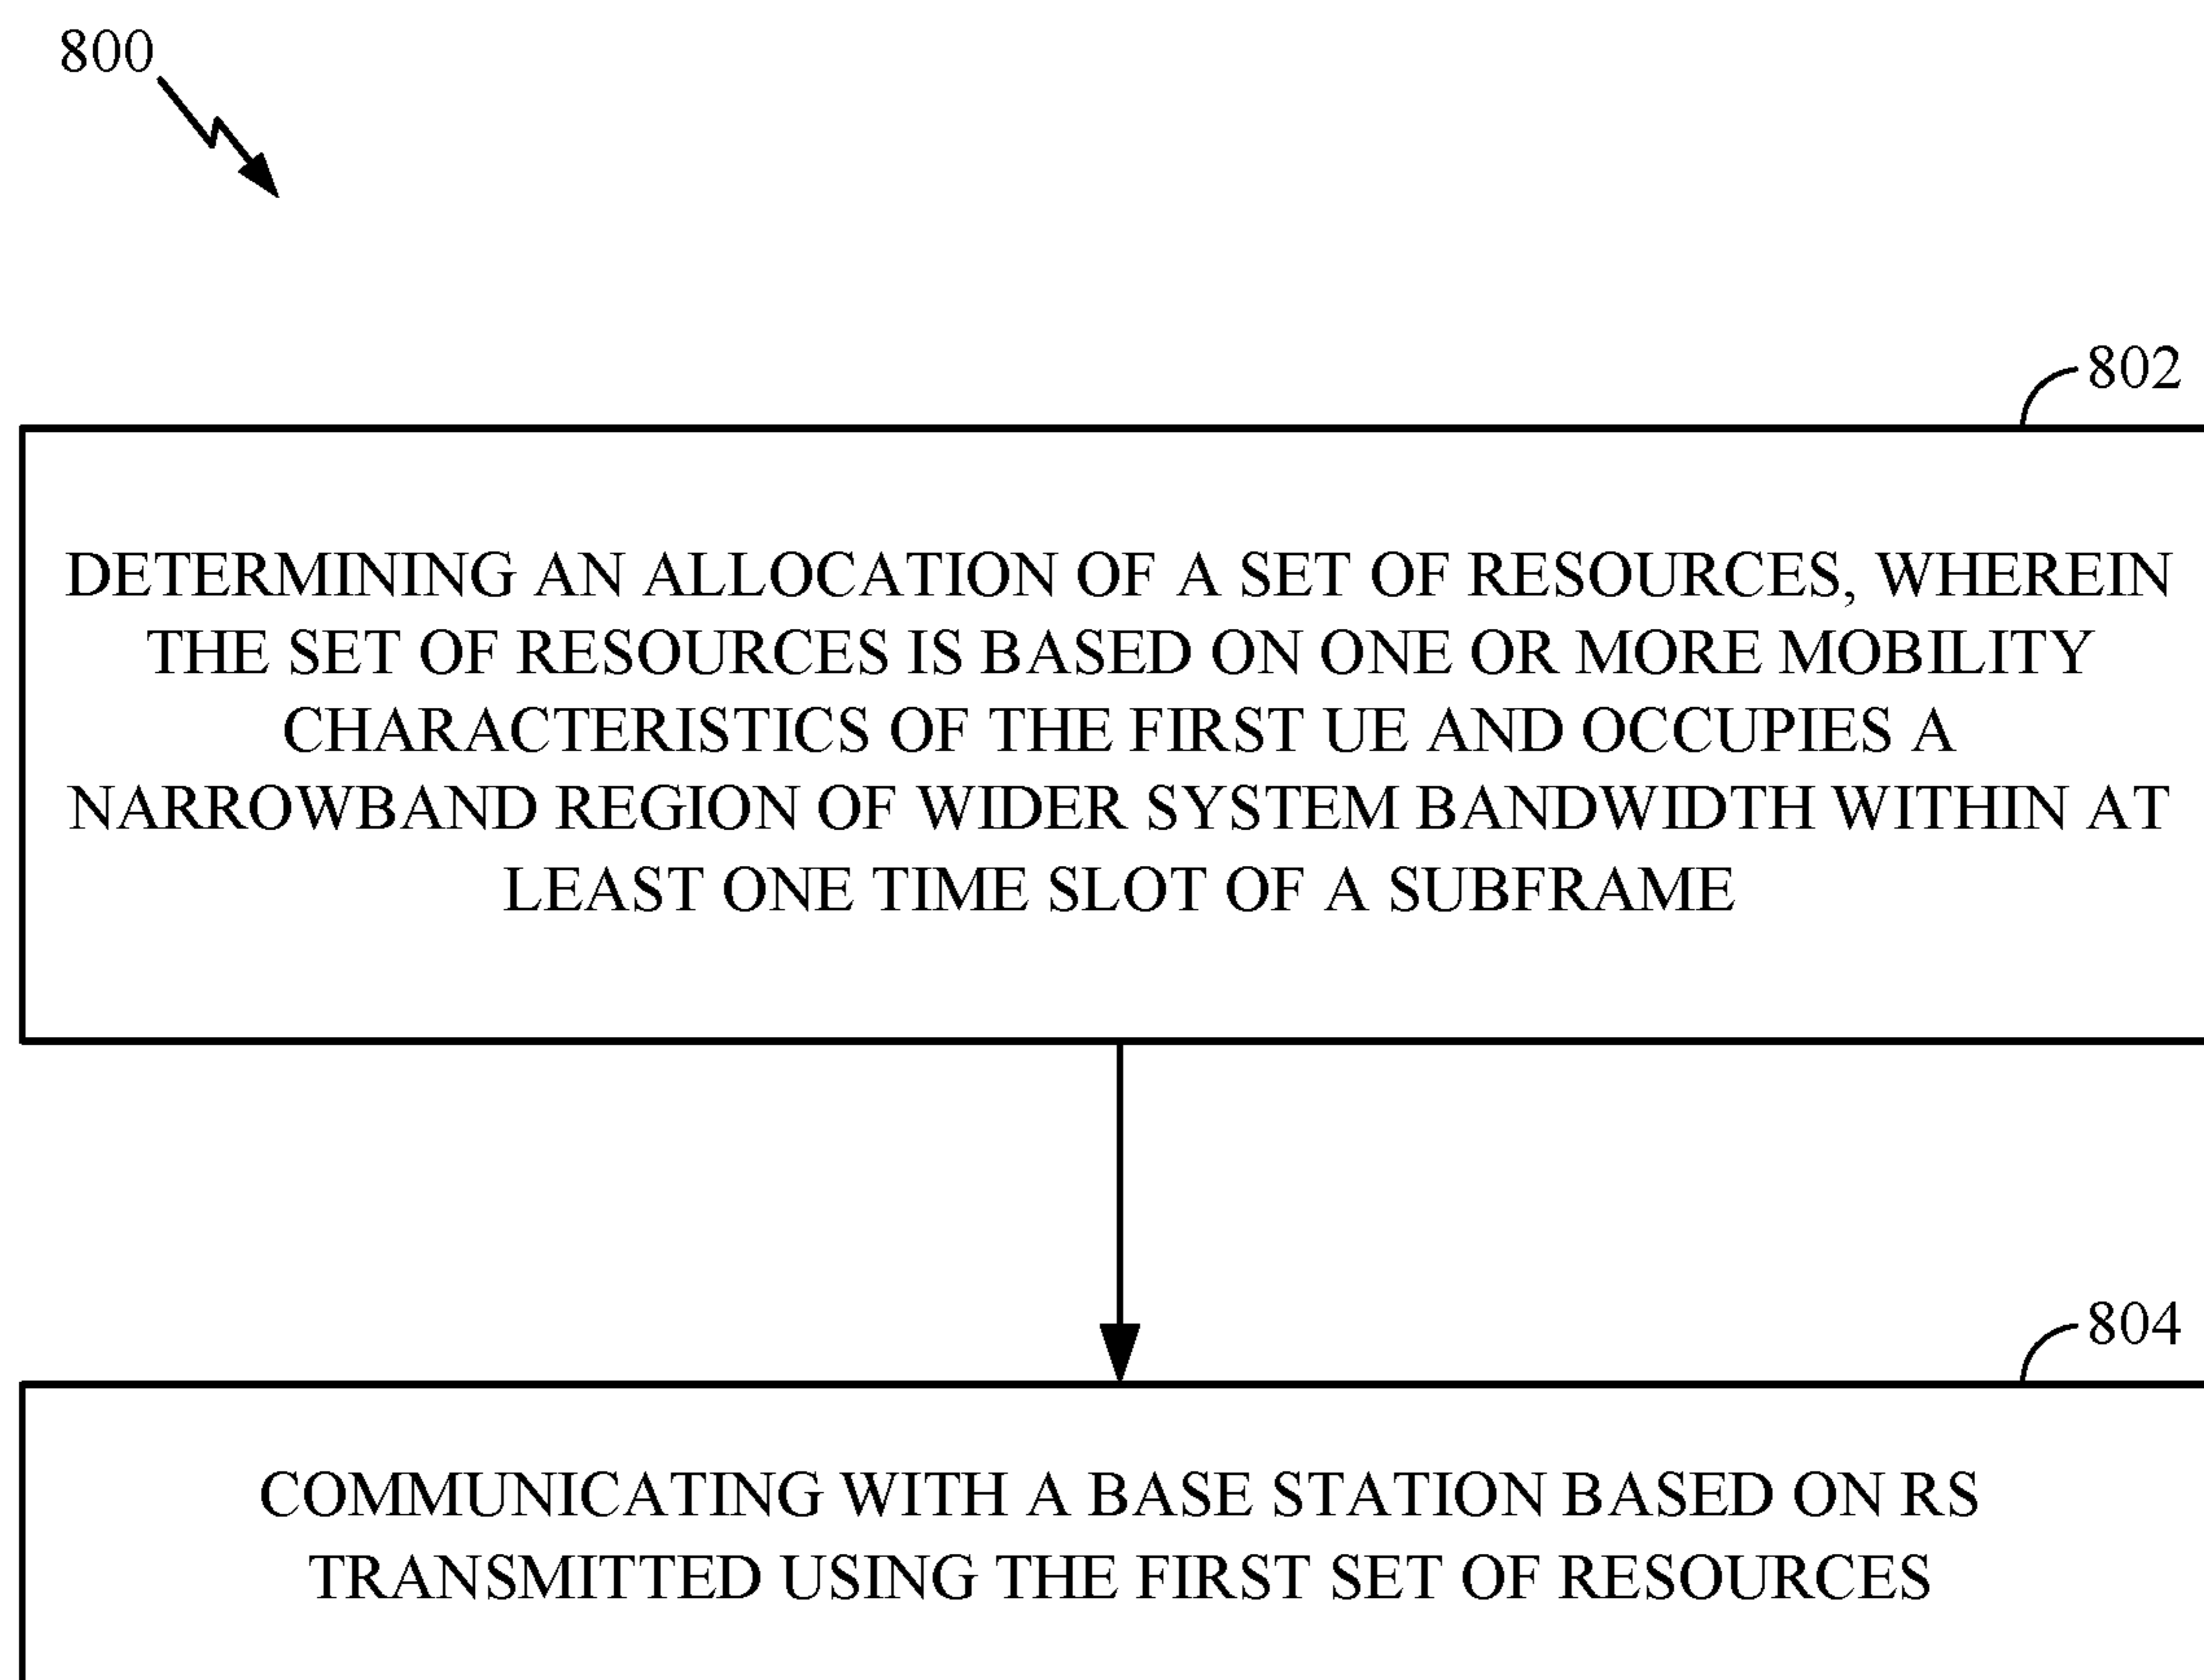 800
802
DETERMINING AN ALLOCATION OF A SET OF RESOURCES, WHEREIN
THE SET OF RESOURCES IS BASED ON ONE OR MORE MOBILITY
CHARACTERISTICS OF THE FIRST UE AND OCCUPIES A
NARROWBAND REGION OF WIDER SYSTEM BANDWIDTH WITHIN AT
LEAST ONE TIME SLOT OF A SUBFRAME
804
COMMUNICATING WITH A BASE STATION BASED ON RS
TRANSMITTED USING THE FIRST SET OF RESOURCES